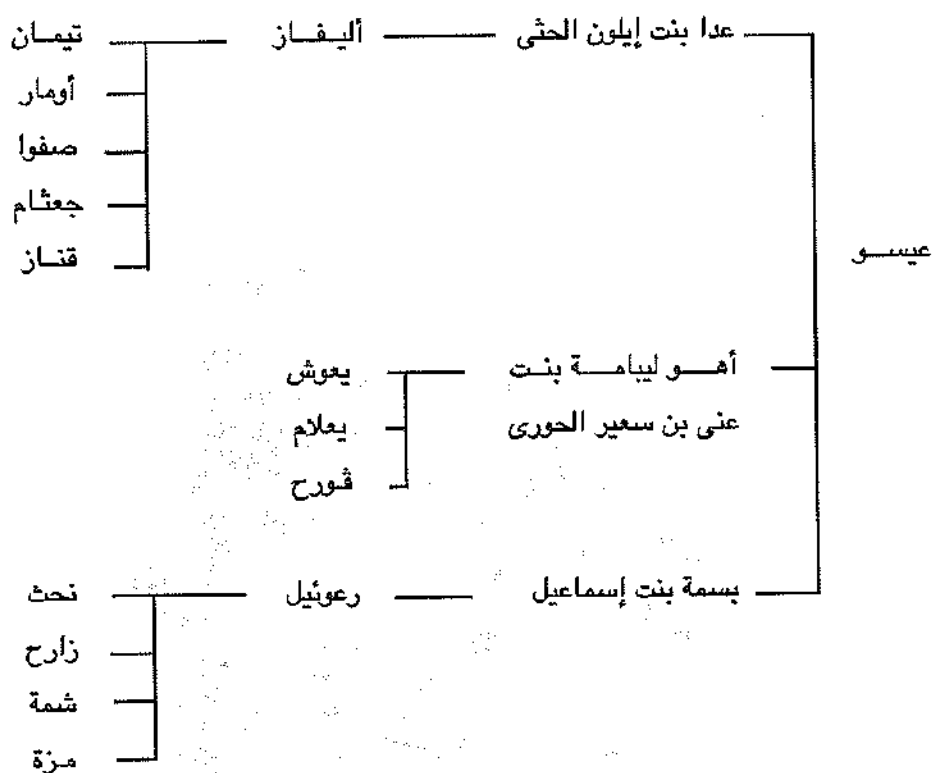 عدا بنت إيلون الحثى أليفاز تيمان
أومار
صفوا
جعثام
عيسو
قناز
أهو ليبامة بنت يعوش
عنى بن سعير الحورى يعلام
قورح
بسمة بنت إسماعيل رعوئيل نحث
زارح
شمة
مزة